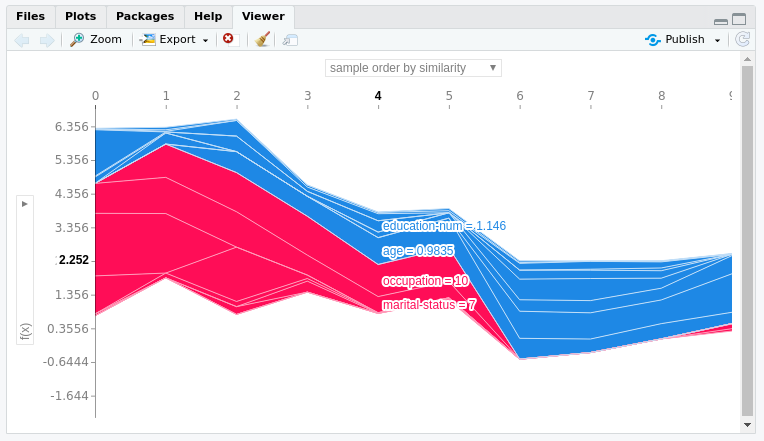 Files Plots Packages Help Viewer
Zoom Export Publish
sample order by similarity
0 1 2 3 4 5 6 7 8 9
6.356
5.356
4.356
education-num = 1.146
3.356
age = 0.9835
2.252
occupation = 10
1.356
marital-status = 7
0.3556
f(x)
-0.6444
-1.644